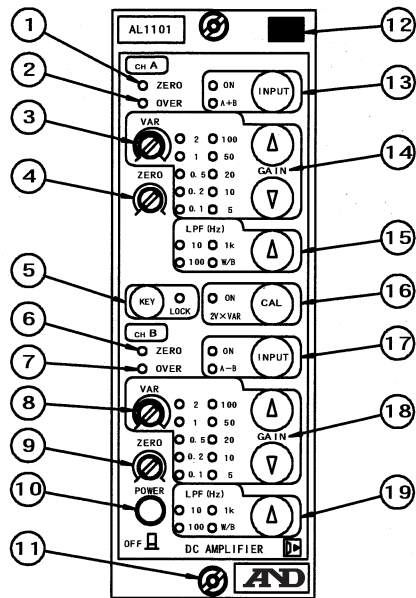 AL1101
CH A
1 ZERO
2 OVER
ON
A+B
INPUT
12
13
3 VAR
4 ZERO
2 100
1 50
0.5 20
0.2 10
0.1 5
GAIN
14
LPF (Hz)
10 1k
100 W/B
15
5 KEY
LOCK
ON
2V×VAR
CAL
16
CH B
6 ZERO
7 OVER
ON
A−B
INPUT
17
8 VAR
9 ZERO
2 100
1 50
0.5 20
0.2 10
0.1 5
GAIN
18
10 POWER
OFF
LPF (Hz)
10 1k
100 W/B
19
DC AMPLIFIER
11
AND